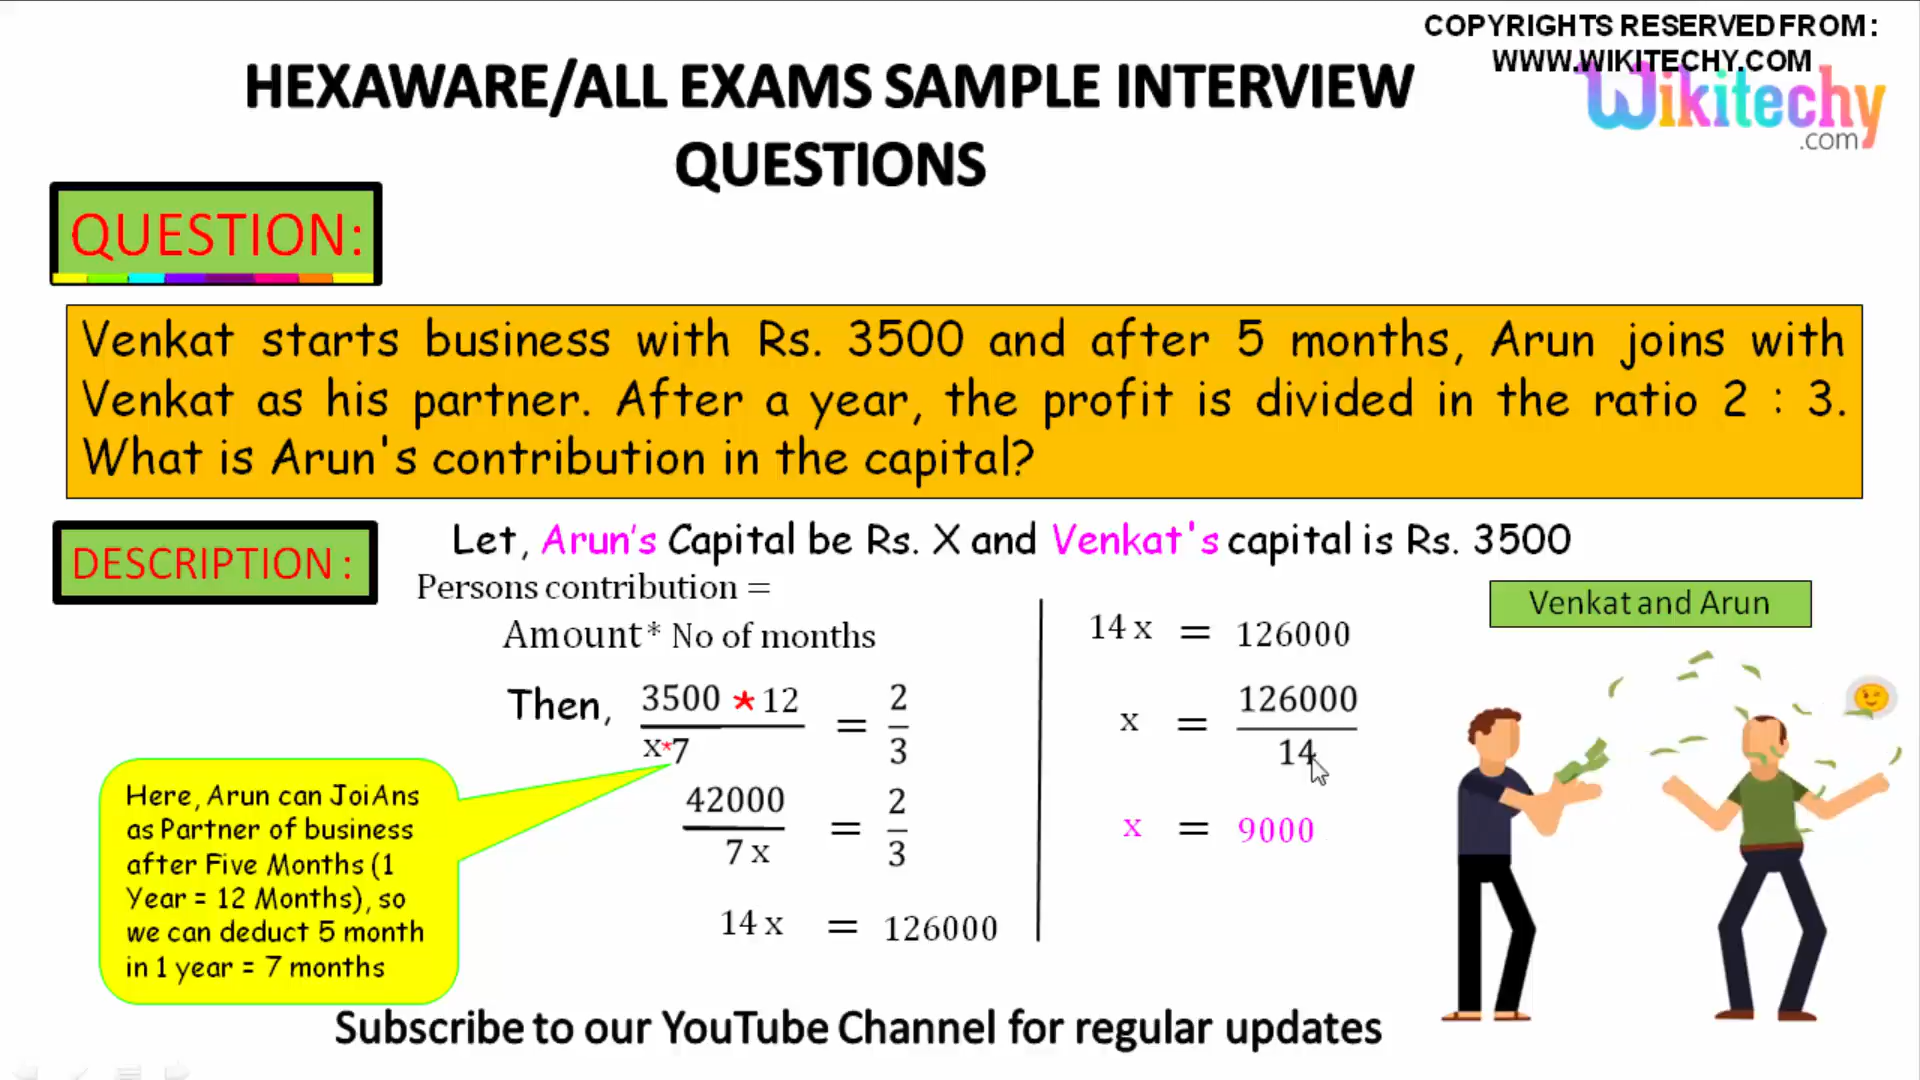 COPYRIGHTS RESERVED FROM :
WWW.WIKITECHY.COM
Wikitechy
.com
HEXAWARE/ALL EXAMS SAMPLE INTERVIEW
QUESTIONS
QUESTION:
Venkat starts business with Rs. 3500 and after 5 months, Arun joins with
Venkat as his partner. After a year, the profit is divided in the ratio 2 : 3.
What is Arun's contribution in the capital?
DESCRIPTION :
Let, Arun's Capital be Rs. X and Venkat's capital is Rs. 3500
Persons contribution =
Amount* No of months
Then, 3500 * 12 / x*7 = 2/3
42000 / 7 x = 2/3
14 x = 126000
Here, Arun can JoiAns
as Partner of business
after Five Months (1
Year = 12 Months), so
we can deduct 5 month
in 1 year = 7 months
14 x = 126000
x = 126000 / 14
x = 9000
Venkat and Arun
Subscribe to our YouTube Channel for regular updates